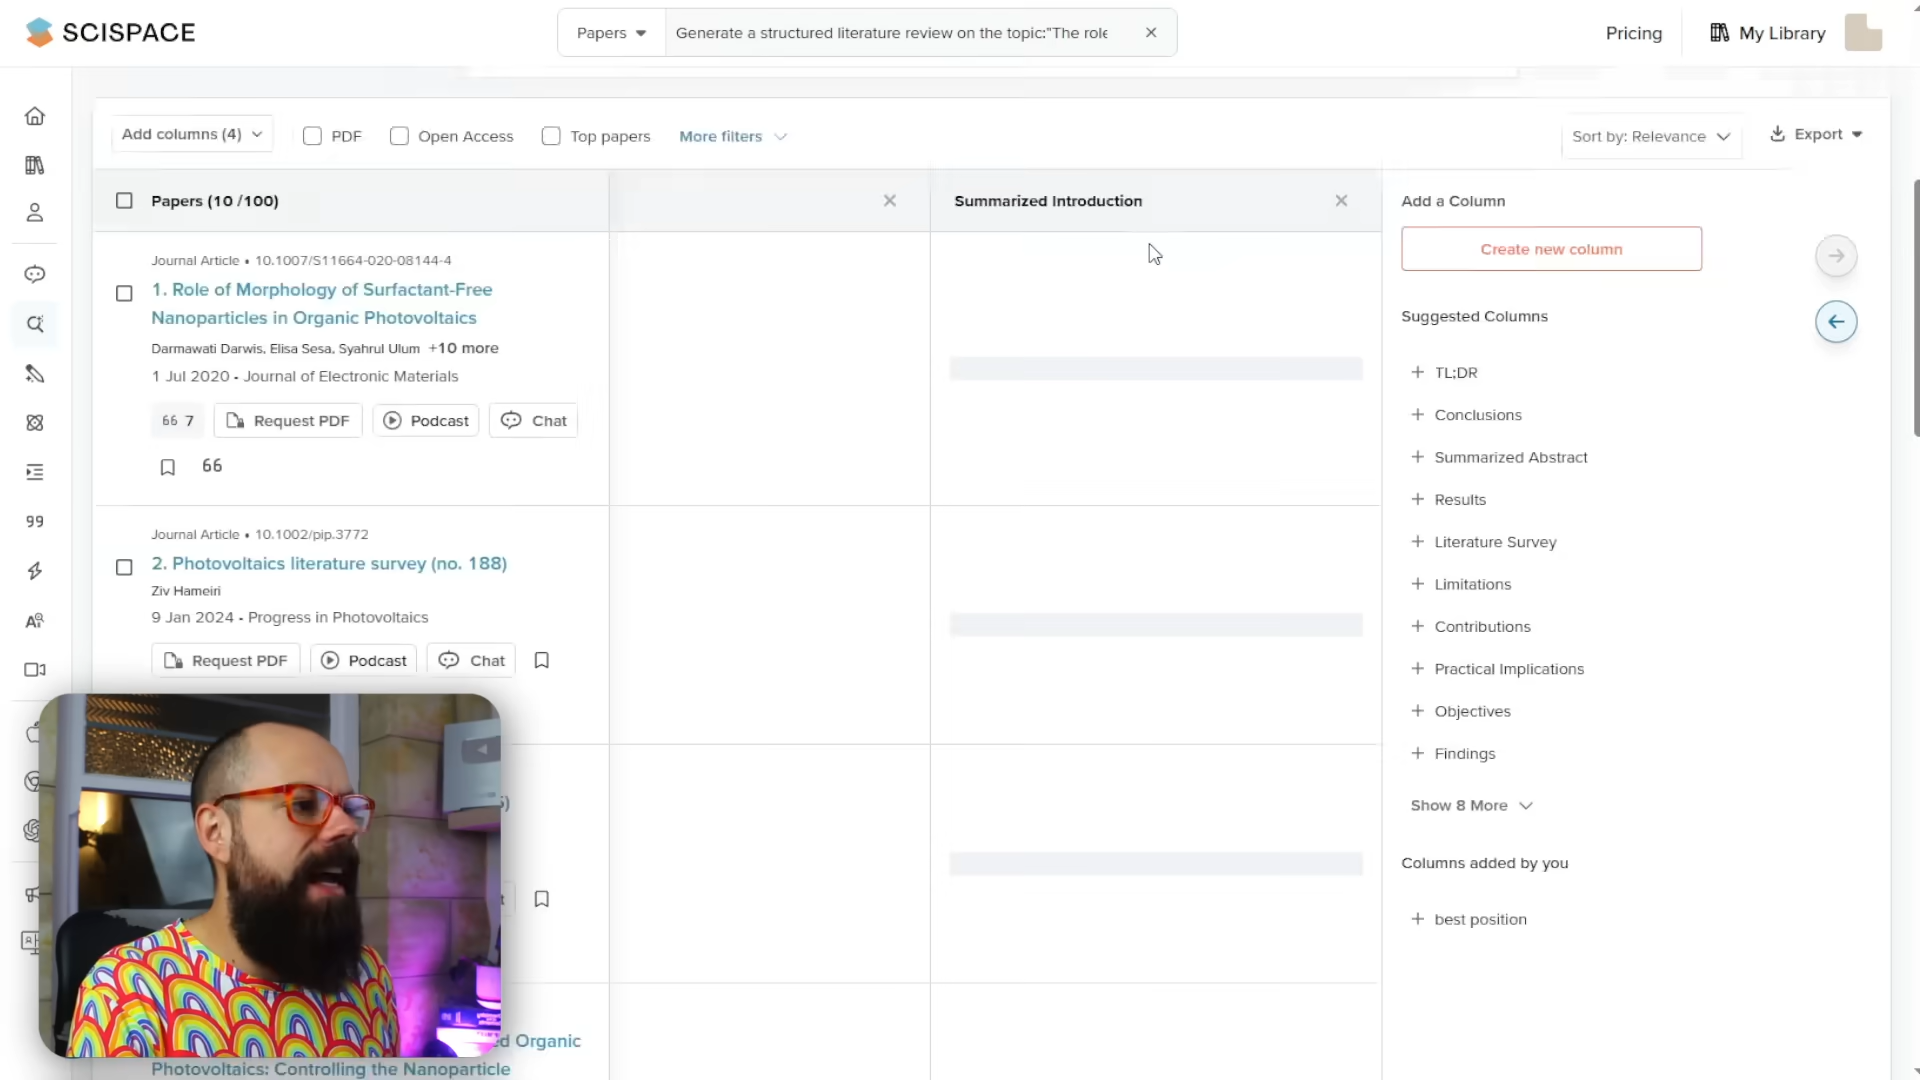 SCISPACE
Papers
Generate a structured literature review on the topic:"The role
Pricing
My Library
Add columns (4)
PDF
Open Access
Top papers
More filters
Sort by: Relevance
Export
Papers (10 /100)
Summarized Introduction
Add a Column
Create new column
Journal Article • 10.1007/S11664-020-08144-4
1. Role of Morphology of Surfactant-Free
Nanoparticles in Organic Photovoltaics
Darmawati Darwis, Elisa Sesa, Syahrul Ulum +10 more
1 Jul 2020 - Journal of Electronic Materials
7
Request PDF
Podcast
Chat
Suggested Columns
TL;DR
Conclusions
Summarized Abstract
Results
Literature Survey
Limitations
Contributions
Practical Implications
Objectives
Findings
Show 8 More
Columns added by you
best position
Journal Article • 10.1002/pip.3772
2. Photovoltaics literature survey (no. 188)
Ziv Hameiri
9 Jan 2024 - Progress in Photovoltaics
Request PDF
Podcast
Chat
Organic
Photovoltaics: Controlling the Nanoparticle